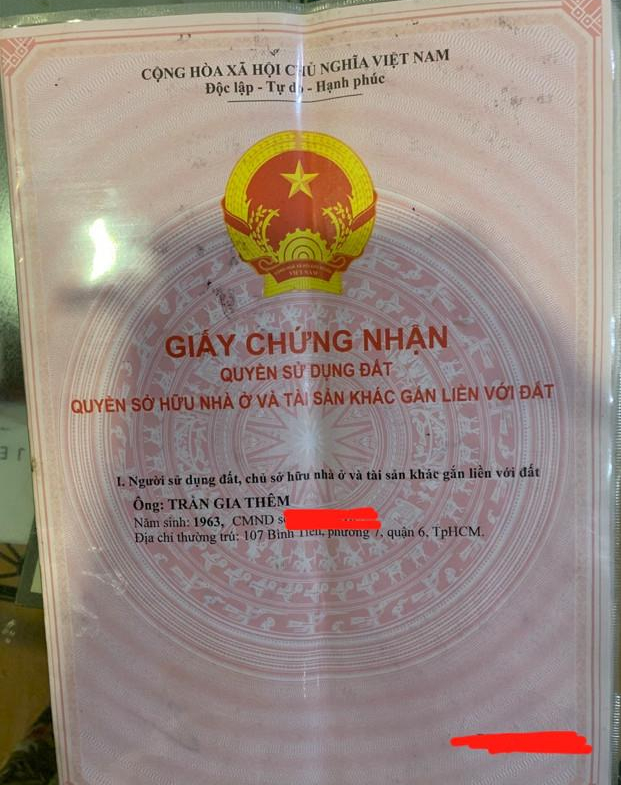 CỘNG HÒA XÃ HỘI CHỦ NGHĨA VIỆT NAM
Độc lập - Tự do - Hạnh phúc
VIỆT NAM
GIẤY CHỨNG NHẬN
QUYỀN SỬ DỤNG ĐẤT
QUYỀN SỞ HỮU NHÀ Ở VÀ TÀI SẢN KHÁC GẮN LIỀN VỚI ĐẤT
I. Người sử dụng đất, chủ sở hữu nhà ở và tài sản khác gắn liền với đất
Ông: TRẦN GIA THÊM
Năm sinh: 1963, CMND số
Địa chỉ thường trú: 107 Bình Tiên, phường 7, quận 6, TpHCM.